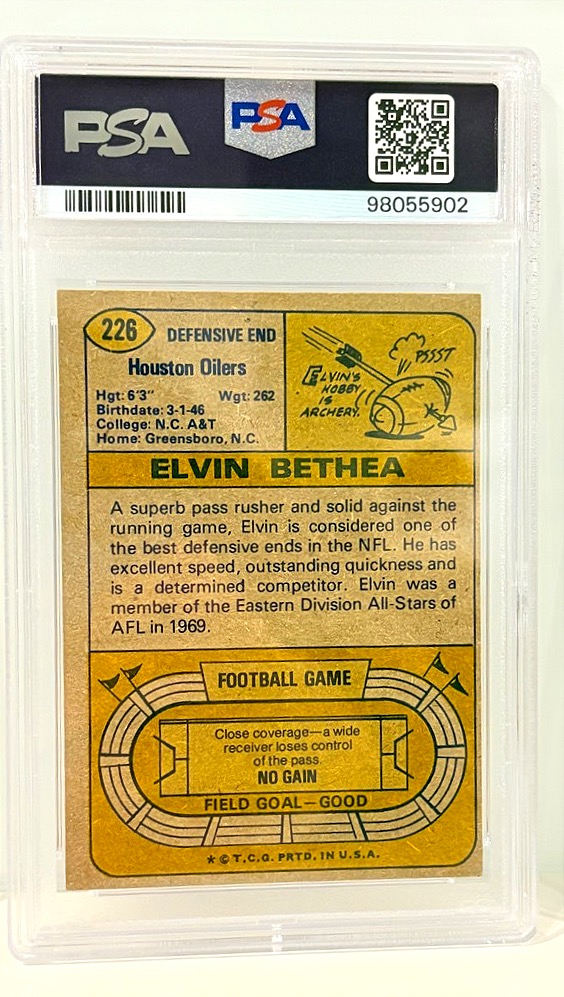 PSA
PSA
98055902
226
DEFENSIVE END
Houston Oilers
Hgt: 6'3" Wgt: 262
Birthdate: 3-1-46
College: N.C. A&T
Home: Greensboro, N.C.
PSSST
ELVIN'S
HOBBY
IS
ARCHERY.
ELVIN BETHEA
A superb pass rusher and solid against the
running game, Elvin is considered one of
the best defensive ends in the NFL. He has
excellent speed, outstanding quickness and
is a determined competitor. Elvin was a
member of the Eastern Division All-Stars of
AFL in 1969.
FOOTBALL GAME
Close coverage—a wide
receiver loses control
of the pass.
NO GAIN
FIELD GOAL—GOOD
* © T.C.G. PRTD. IN U.S.A.